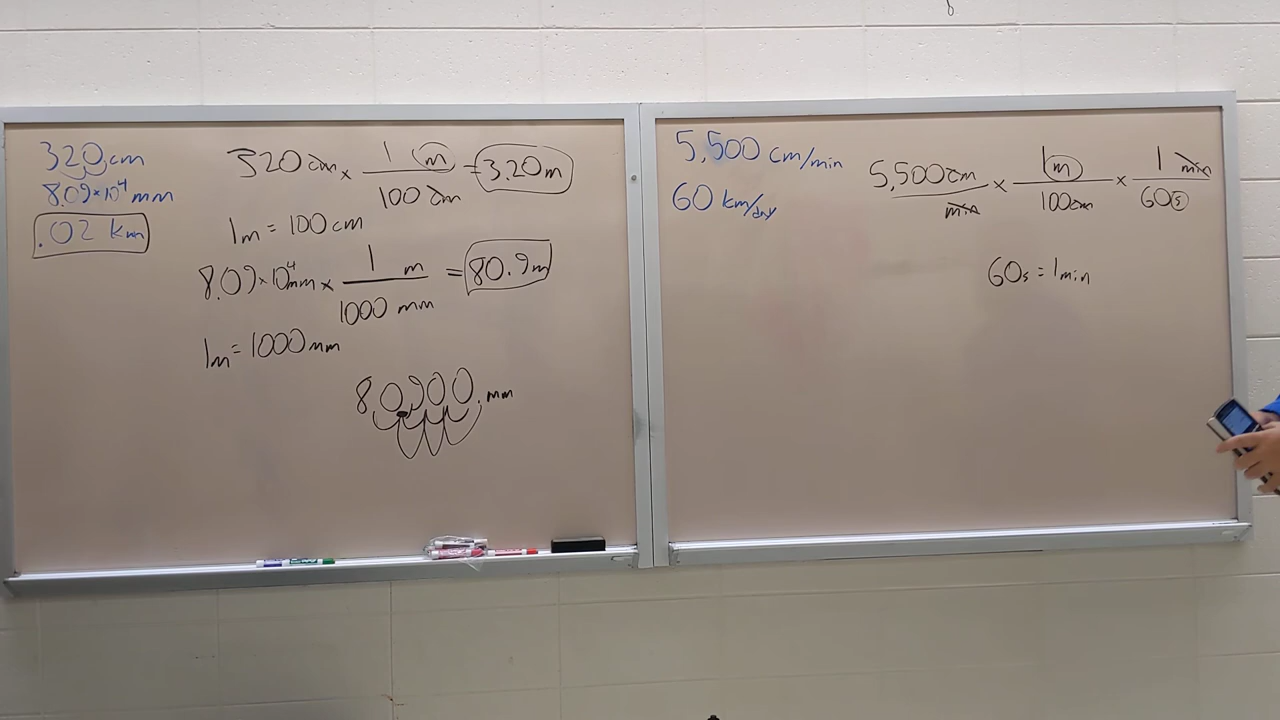 320 cm
8.09×10⁴ mm
.02 km
320 cm × 1 m / 100 cm = 3.20 m
1m = 100 cm
8.09×10⁴ mm × 1 m / 1000 mm = 80.9 m
1m = 1000 mm
80900. mm
5,500 cm/min
60 km/day
5,500 cm / min × 1 m / 100 cm × 1 min / 60 s
60s = 1 min